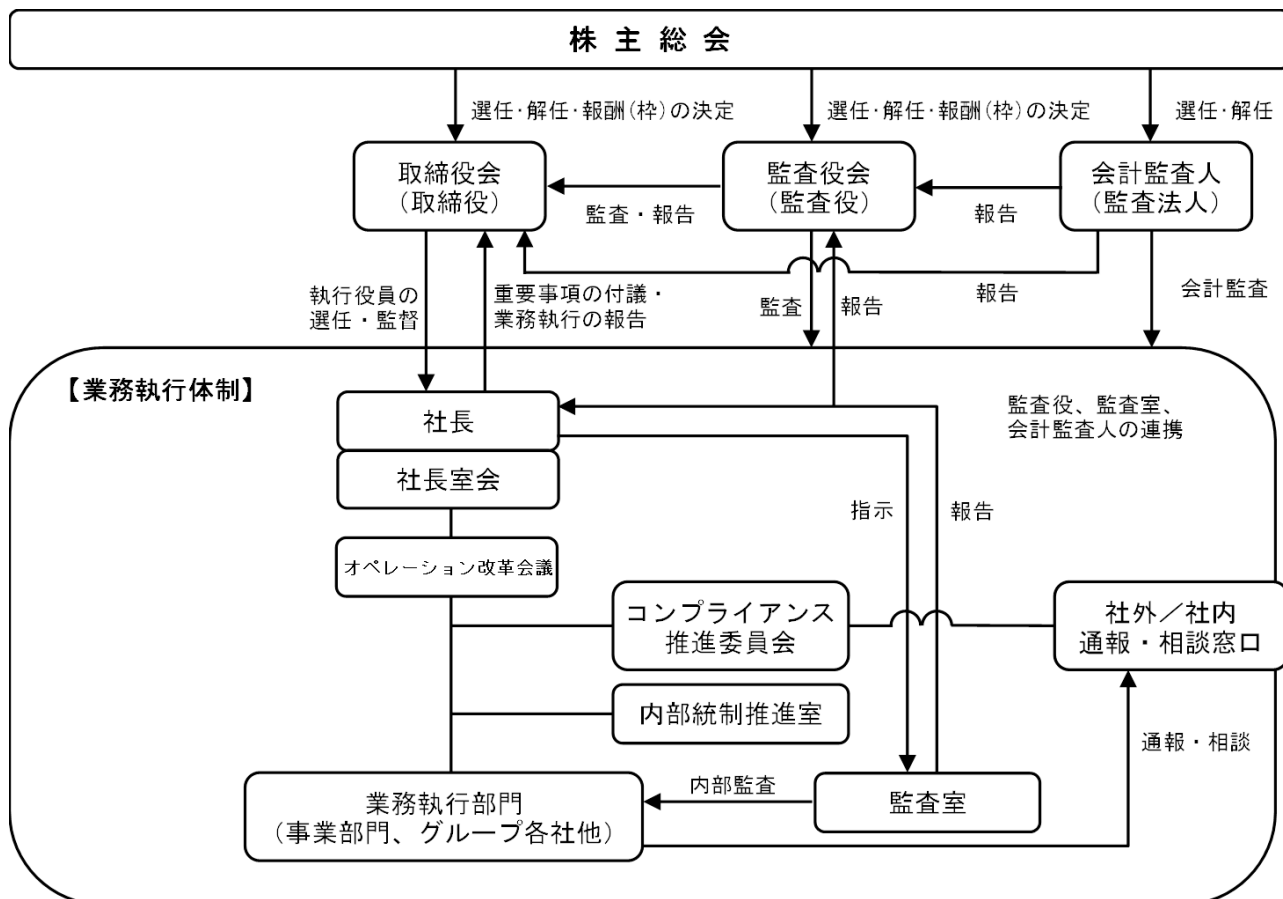 株主総会
選任・解任・報酬(枠)の決定
選任・解任・報酬(枠)の決定
選任・解任
取締役会
(取締役)
監査役会
(監査役)
会計監査人
(監査法人)
監査・報告
報告
執行役員の
選任・監督
重要事項の付議・
業務執行の報告
監査
報告
報告
会計監査
【業務執行体制】
社長
社長室会
監査役、監査室、
会計監査人の連携
指示
報告
オペレーション改革会議
コンプライアンス
推進委員会
社外／社内
通報・相談窓口
内部統制推進室
通報・相談
業務執行部門
(事業部門、グループ各社他)
内部監査
監査室